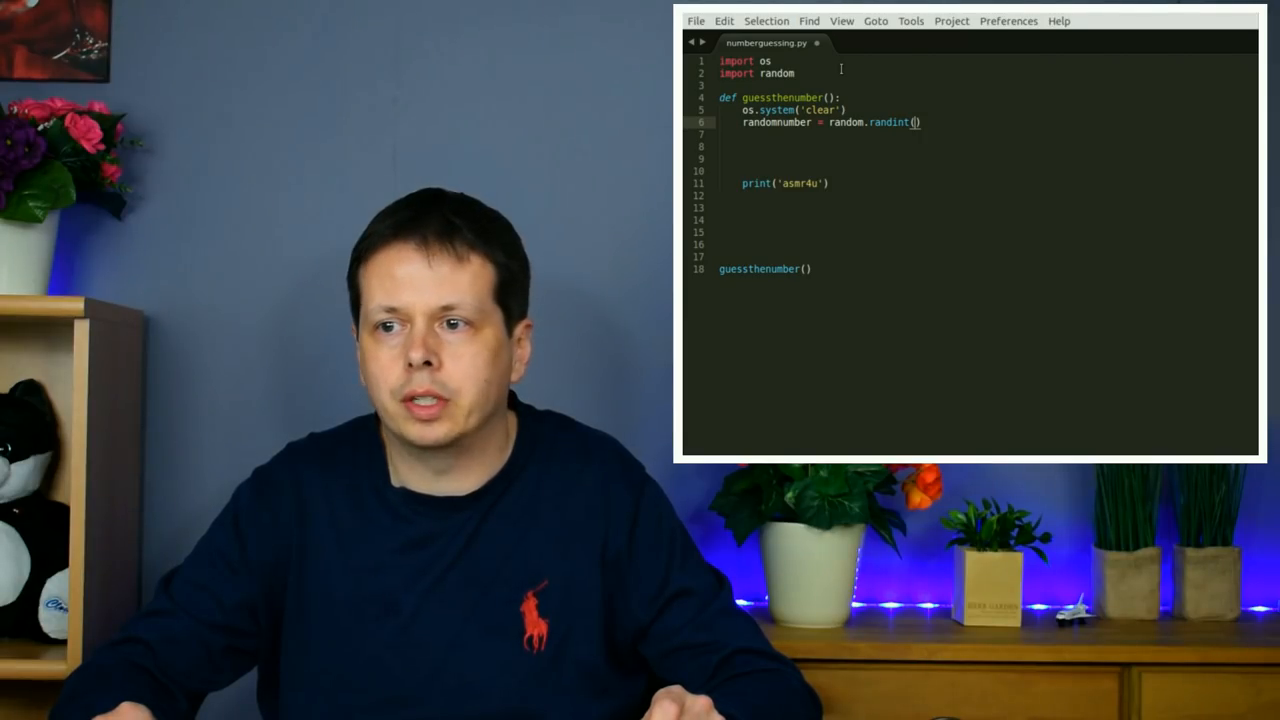 File Edit Selection Find View Goto Tools Project Preferences Help
numberguessing.py
1 import os
2 import random
3
4 def guessthenumber():
5 os.system('clear')
6 randomnumber = random.randint()
7
8
9
10
11 print('asmr4u')
12
13
14
15
16
17
18 guessthenumber()
HERB GARDEN